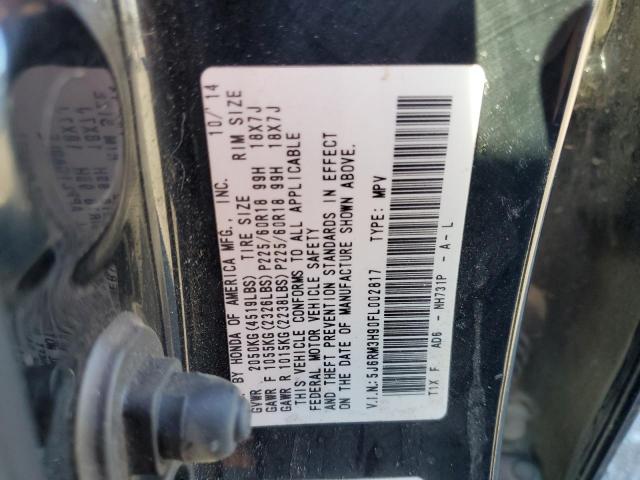 BY HONDA OF AMERICA MFG., INC. 10/'14
GVWR 2050KG(4519LBS) TIRE SIZE RIM SIZE
GAWR F 1055KG(2326LBS) P225/60R18 99H 18X7J
GAWR R 1015KG(2238LBS) P225/60R18 99H 18X7J
THIS VEHICLE CONFORMS TO ALL APPLICABLE
FEDERAL MOTOR VEHICLE SAFETY
AND THEFT PREVENTION STANDARDS IN EFFECT
ON THE DATE OF MANUFACTURE SHOWN ABOVE.
V.I.N.: 5J6RM3H90FL002817 TYPE: MPV
T1X F AD6 - NH731P - A - L